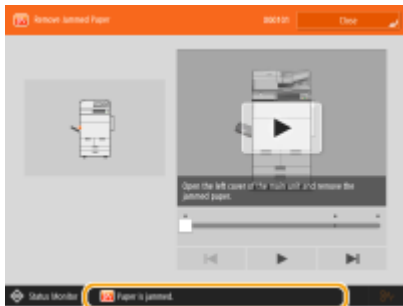 Remove Jammed Paper
Close
Open the left cover of the main unit and remove the
jammed paper.
Status Monitor
Paper is jammed.